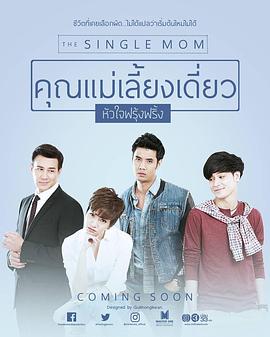 ชีวิตที่เคยเลือกผิด...ไม่ได้แปลว่าเริ่มต้นใหม่ไม่ได้
THE SINGLE MOM
คุณแม่เลี้ยงเดี่ยว
หัวใจฟรุ้งฟริ้ง
COMING SOON
Designed by Gulthongkwan.